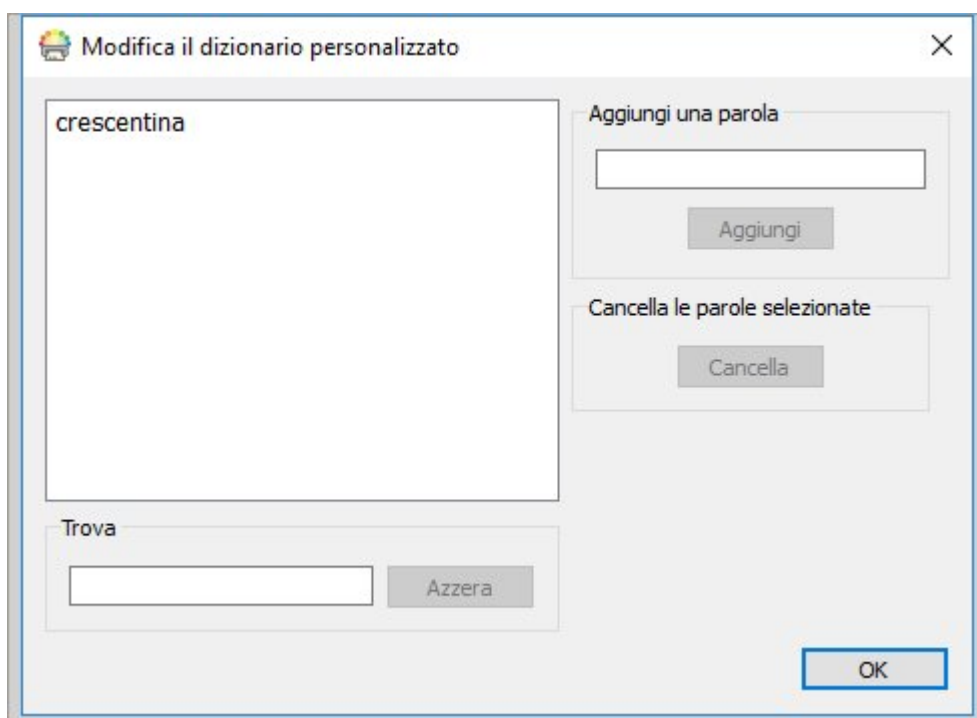 Modifica il dizionario personalizzato
crescentina
Aggiungi una parola
Aggiungi
Cancella le parole selezionate
Cancella
Trova
Azzera
OK